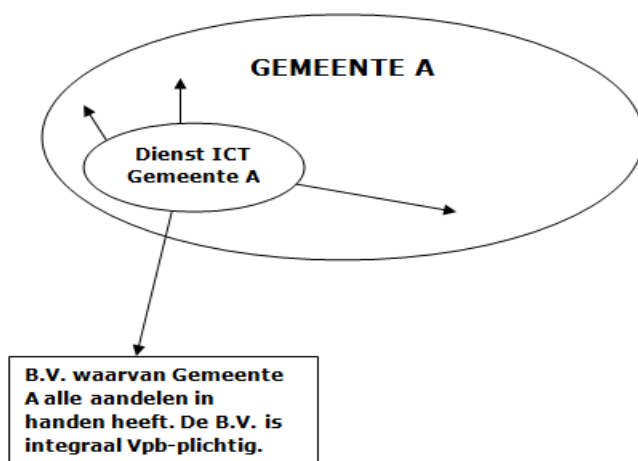 GEMEENTE A
Dienst ICT
Gemeente A
B.V. waarvan Gemeente
A alle aandelen in
handen heeft. De B.V. is
integraal Vpb-plichtig.